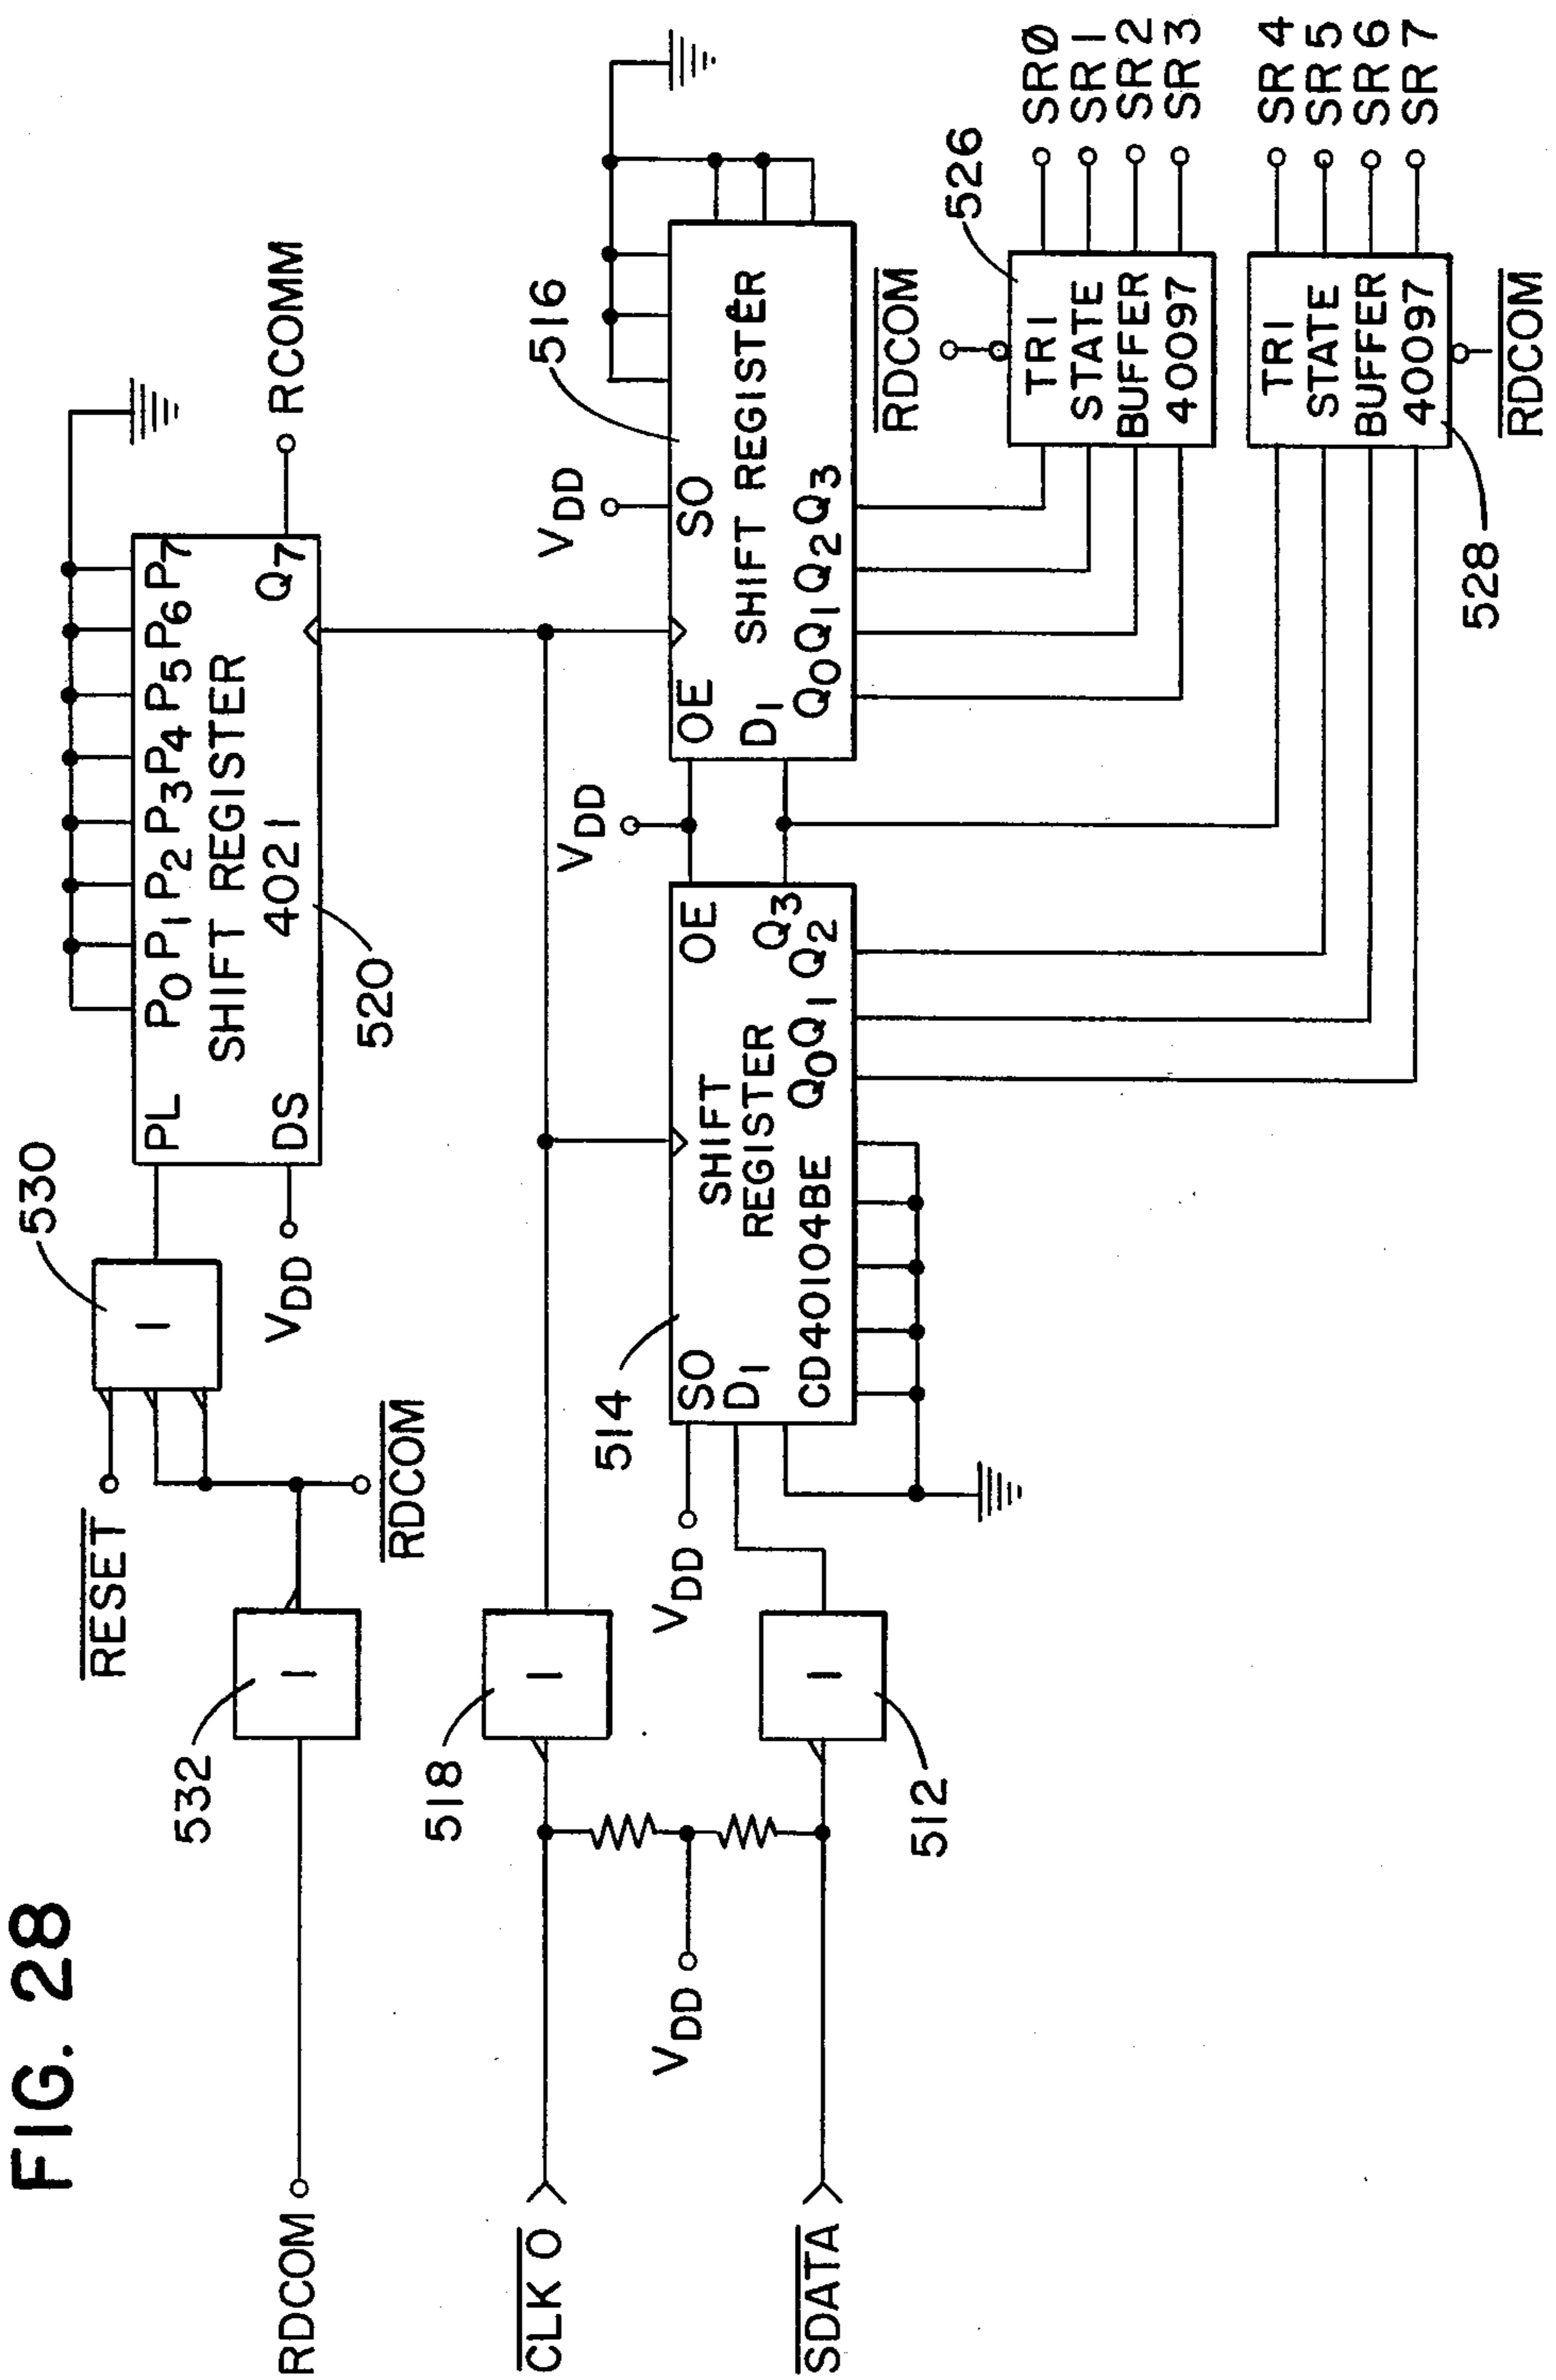 FIG. 28
RDCOM
532
RESET
RDCOM
530
I
I
VDD
PL
DS
P0 P1 P2 P3 P4 P5 P6 P7
SHIFT REGISTER
4021
Q7
520
RCOMM
CLK 0
518
I
VDD
SDATA
512
I
VDD
514
SO
D1
SHIFT
REGISTER
CD40104BE
OE
Q3
Q0 Q1 Q2
VDD
OE
D1
SO
VDD
516
SHIFT REGISTER
Q0 Q1 Q2 Q3
RDCOM
526
TRI
STATE
BUFFER
40097
SRØ
SR 1
SR 2
SR 3
TRI
STATE
BUFFER
40097
528
RDCOM
SR 4
SR 5
SR 6
SR 7